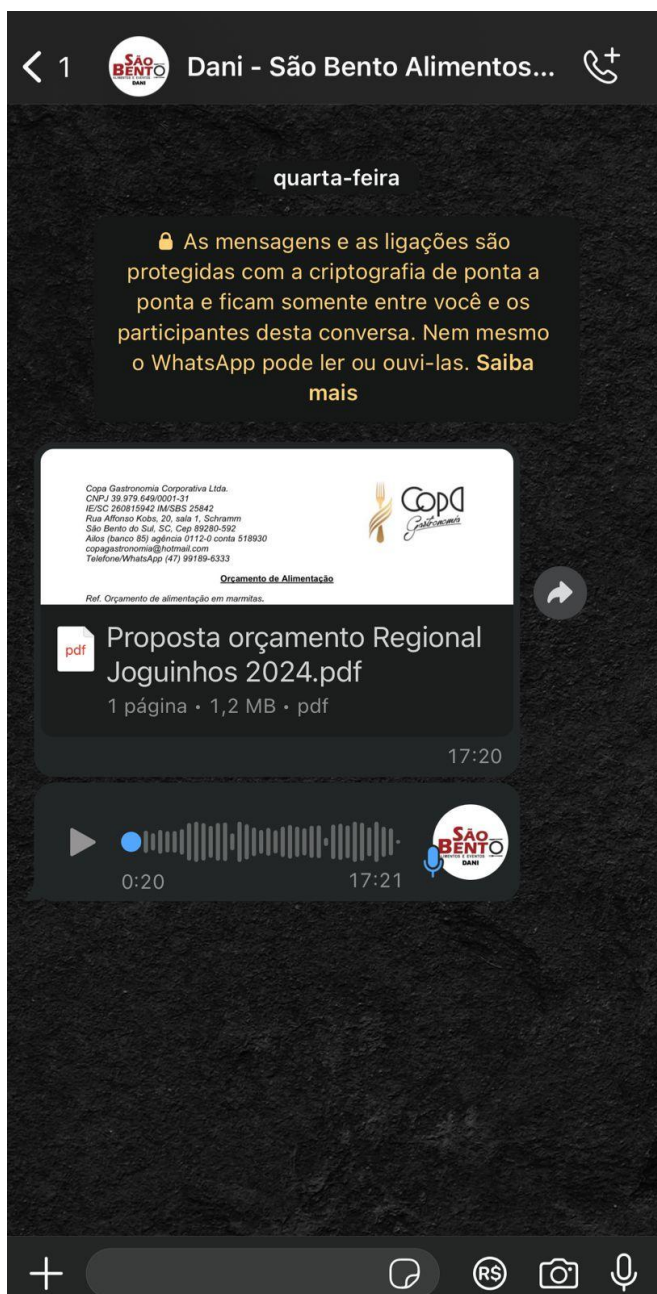 1
SÃO
BENTO
DANI
Dani - São Bento Alimentos...
quarta-feira
As mensagens e as ligações são
protegidas com a criptografia de ponta a
ponta e ficam somente entre você e os
participantes desta conversa. Nem mesmo
o WhatsApp pode ler ou ouvi-las. Saiba
mais
Copa Gastronomia Corporativa Ltda.
CNPJ 39.979.649/0001-31
IE/SC 260815942 IM/SBS 25842
Rua Affonso Kobs, 20, sala 1, Schramm
São Bento do Sul, SC, Cep 89280-592
Ailos (banco 85) agência 0112-0 conta 518930
copagastronomia@hotmail.com
Telefone/WhatsApp (47) 99189-6333
Copa
Gastronomia
Orçamento de Alimentação
Ref. Orçamento de alimentação em marmitas.
pdf
Proposta orçamento Regional
Joguinhos 2024.pdf
1 página • 1,2 MB • pdf
17:20
0:20
17:21
SÃO
BENTO
DANI
R$